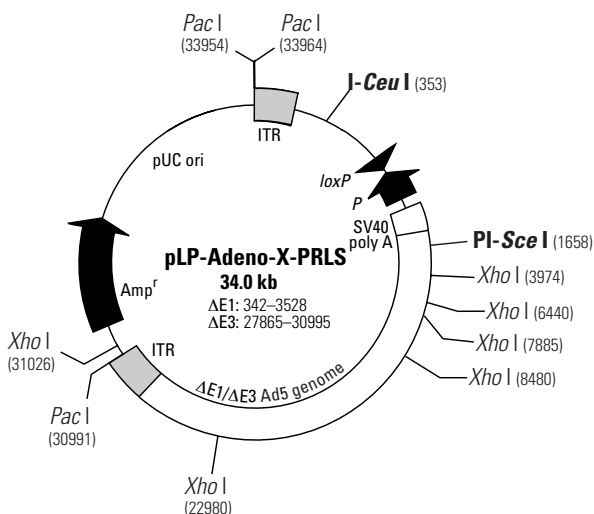 Pac I
(33954)
Pac I
(33964)
I-Ceu I (353)
ITR
pUC ori
loxP
P
SV40
poly A
PI-Sce I (1658)
Xho I (3974)
Xho I (6440)
Xho I (7885)
Xho I (8480)
pLP-Adeno-X-PRLS
34.0 kb
ΔE1: 342–3528
ΔE3: 27865–30995
Ampʳ
Xho I
(31026)
ITR
Pac I
(30991)
ΔE1/ΔE3 Ad5 genome
Xho I
(22980)